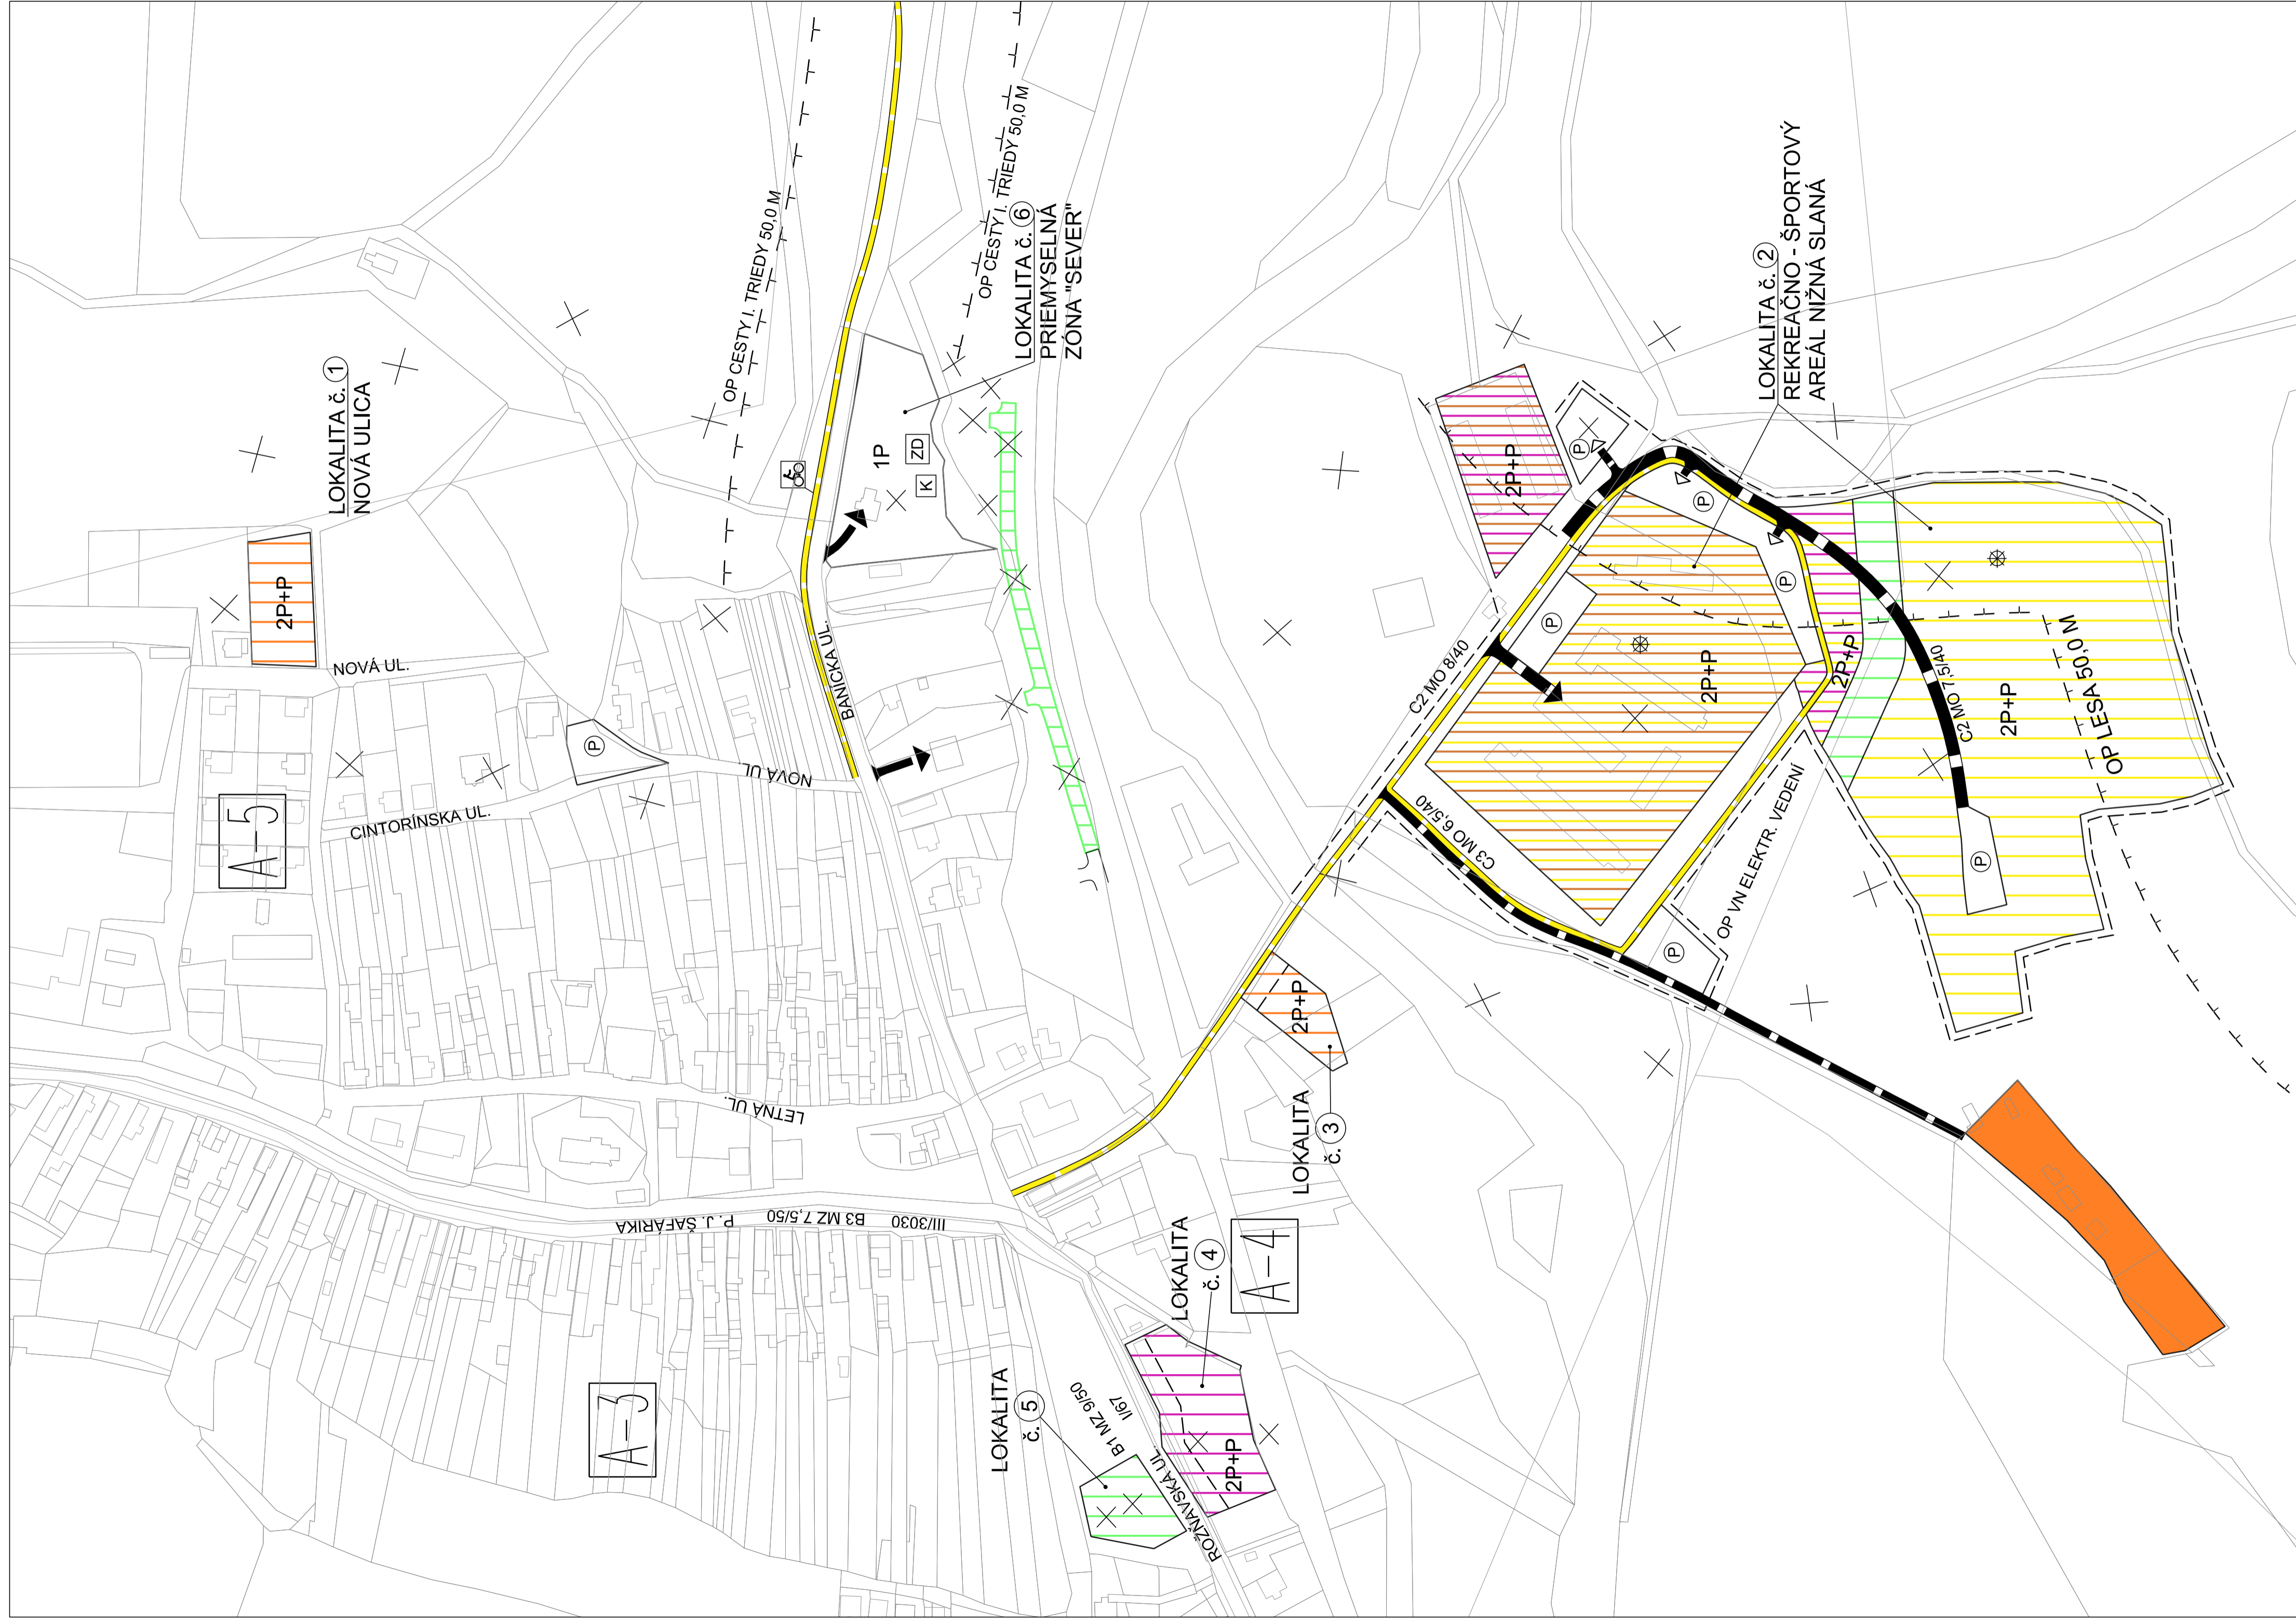 LOKALITA č. 1
NOVÁ ULICA
2P+P
NOVÁ UL.
A-5
CINTORÍNSKA UL.
P
NOVÁ UL
OP CESTY I. TRIEDY 50,0 M
OP CESTY I. TRIEDY 50,0 M
BANÍCKA UL.
1P
K
ZD
LOKALITA č. 6
PRIEMYSELNÁ
ZÓNA "SEVER"
LOKALITA č. 2
REKREAČNO - ŠPORTOVÝ
AREÁL NIŽNÁ SLANÁ
2P+P
P
P
P
P
C2 MO 8/40
2P+P
2P+P
C2 MO 7,5/40
2P+P
OP LESA 50,0 M
P
C3 MO 6,5/40
OP VN ELEKTR. VEDENÍ
P
2P+P
LOKALITA
č. 3
LETNÁ UL.
P. J. ŠAFÁRIKA
B3 MZ 7,5/50
III/3030
A-3
A-4
LOKALITA
č. 4
2P+P
LOKALITA
č. 5
B1 MZ 9/50
I/67
ROŽŇAVSKÁ UL.